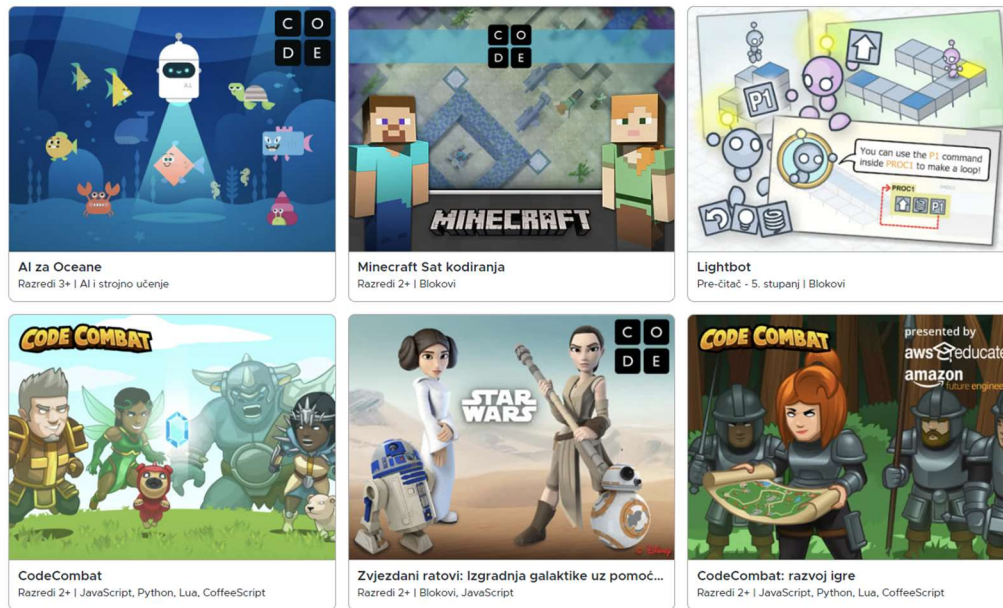 C O
D E
A.I.
AI za Oceane
Razredi 3+ | AI i strojno učenje
C O
D E
MINECRAFT
Minecraft Sat kodiranja
Razredi 2+ | Blokovi
P1
You can use the P1 command
inside PROC1 to make a loop!
PROC1
P1
Lightbot
Pre-čitač - 5. stupanj | Blokovi
CODE COMBAT
CodeCombat
Razredi 2+ | JavaScript, Python, Lua, CoffeeScript
C O
D E
STAR
WARS
© Disney
Zvjezdani ratovi: Izgradnja galaktike uz pomoć...
Razredi 2+ | Blokovi, JavaScript
CODE COMBAT
presented by
aws educate
amazon
future enginee
CodeCombat: razvoj igre
Razredi 2+ | JavaScript, Python, Lua, CoffeeScript